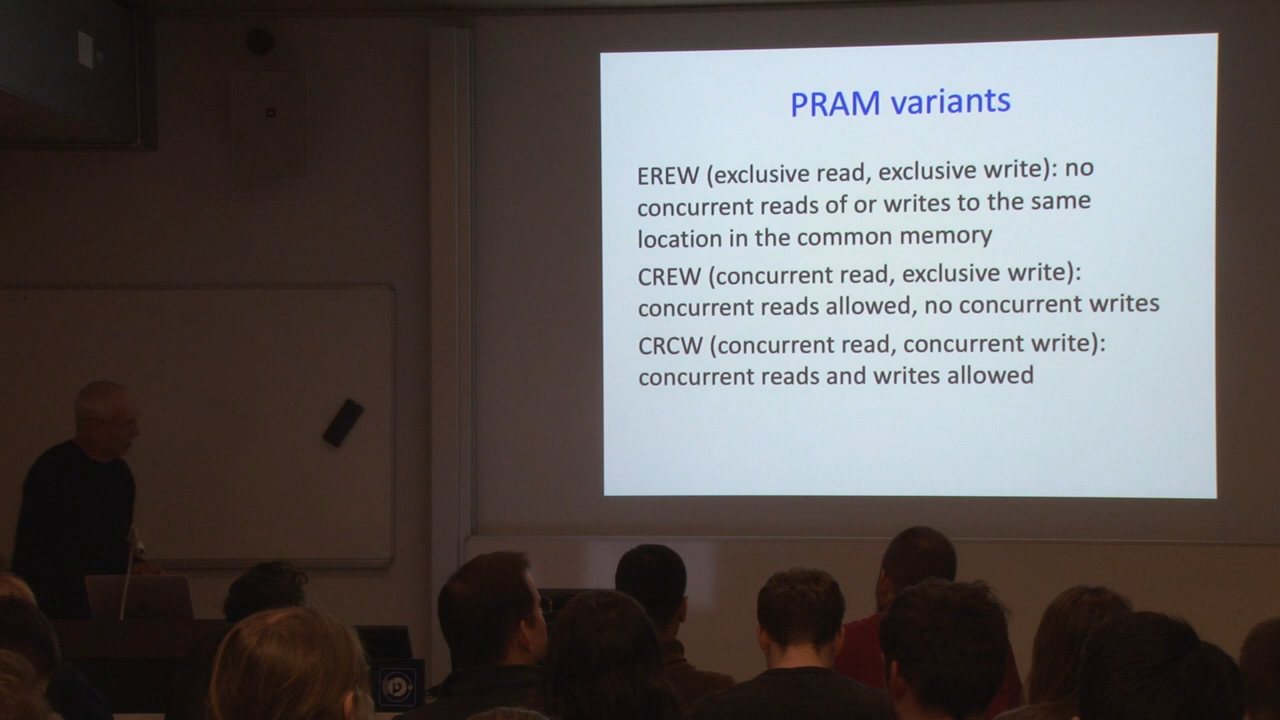 PRAM variants
EREW (exclusive read, exclusive write): no
concurrent reads of or writes to the same
location in the common memory
CREW (concurrent read, exclusive write):
concurrent reads allowed, no concurrent writes
CRCW (concurrent read, concurrent write):
concurrent reads and writes allowed